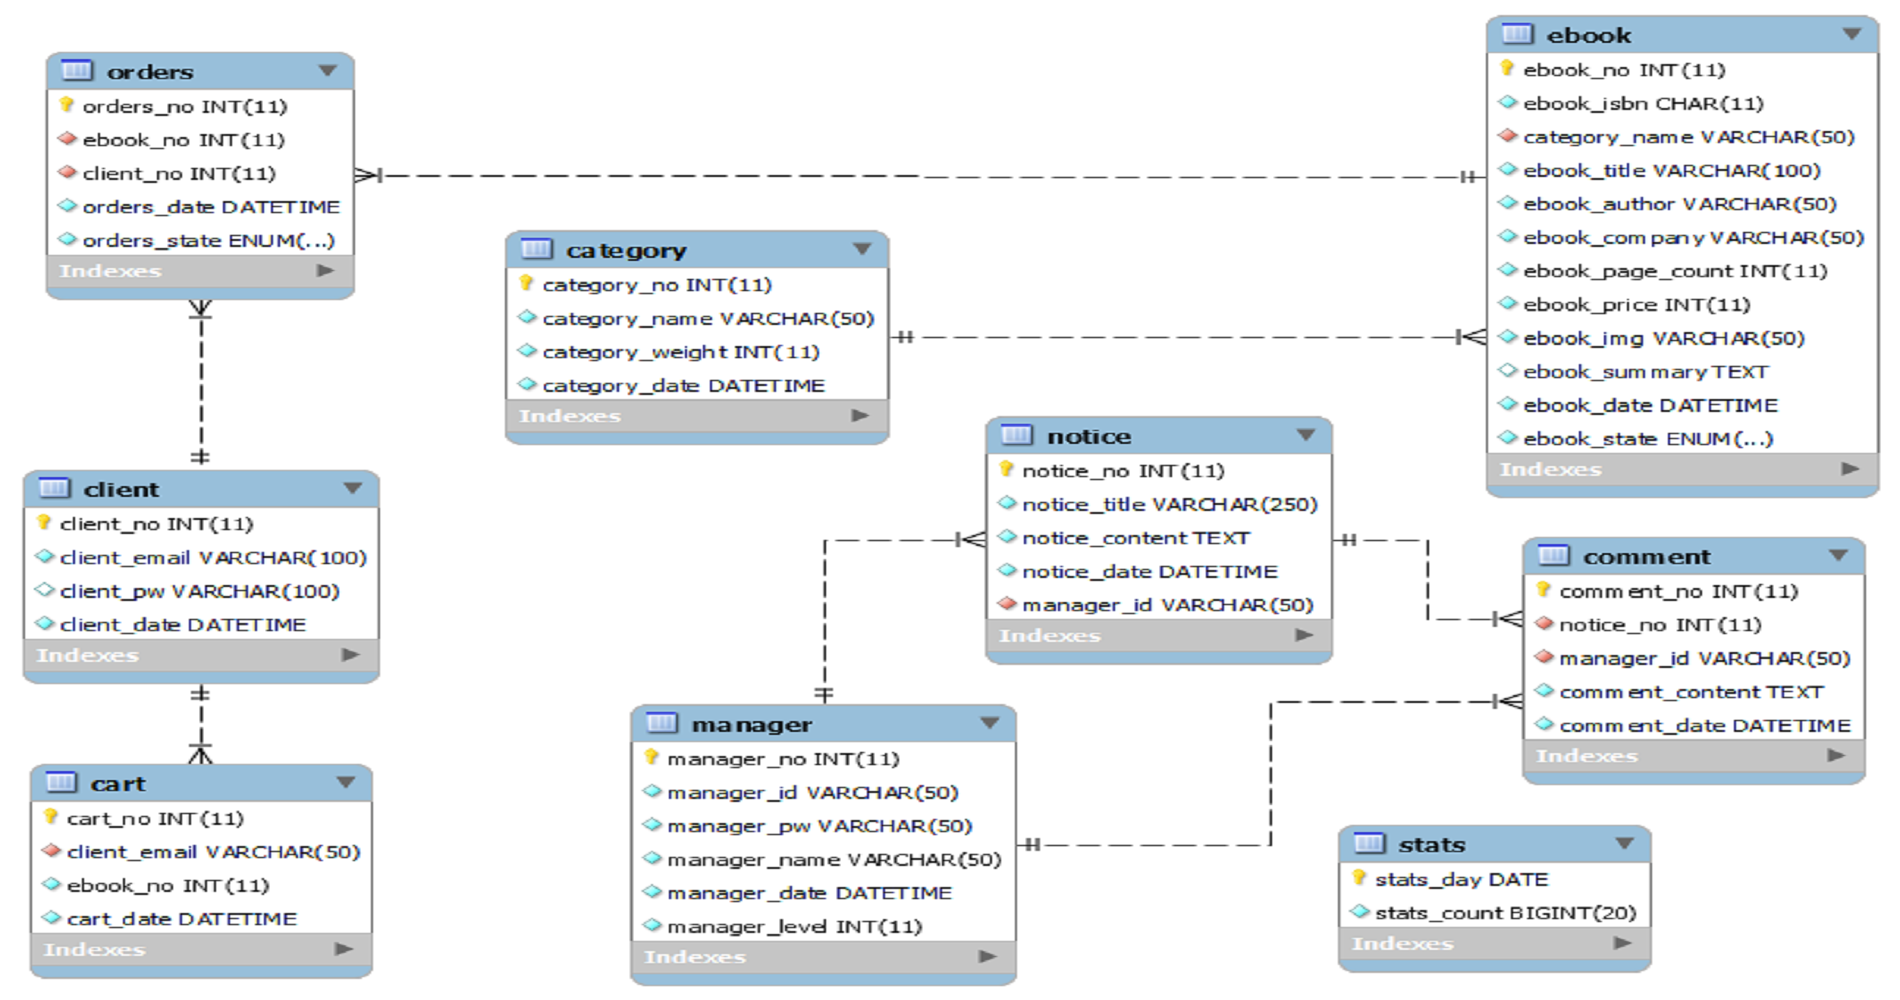 orders
orders_no INT(11)
ebook_no INT(11)
client_no INT(11)
orders_date DATETIME
orders_state ENUM(...)
Indexes
ebook
ebook_no INT(11)
ebook_isbn CHAR(11)
category_name VARCHAR(50)
ebook_title VARCHAR(100)
ebook_author VARCHAR(50)
ebook_company VARCHAR(50)
ebook_page_count INT(11)
ebook_price INT(11)
ebook_img VARCHAR(50)
ebook_summary TEXT
ebook_date DATETIME
ebook_state ENUM(...)
Indexes
category
category_no INT(11)
category_name VARCHAR(50)
category_weight INT(11)
category_date DATETIME
Indexes
notice
notice_no INT(11)
notice_title VARCHAR(250)
notice_content TEXT
notice_date DATETIME
manager_id VARCHAR(50)
Indexes
client
client_no INT(11)
client_email VARCHAR(100)
client_pw VARCHAR(100)
client_date DATETIME
Indexes
comment
comment_no INT(11)
notice_no INT(11)
manager_id VARCHAR(50)
comment_content TEXT
comment_date DATETIME
Indexes
manager
manager_no INT(11)
manager_id VARCHAR(50)
manager_pw VARCHAR(50)
manager_name VARCHAR(50)
manager_date DATETIME
manager_level INT(11)
Indexes
cart
cart_no INT(11)
client_email VARCHAR(50)
ebook_no INT(11)
cart_date DATETIME
Indexes
stats
stats_day DATE
stats_count BIGINT(20)
Indexes